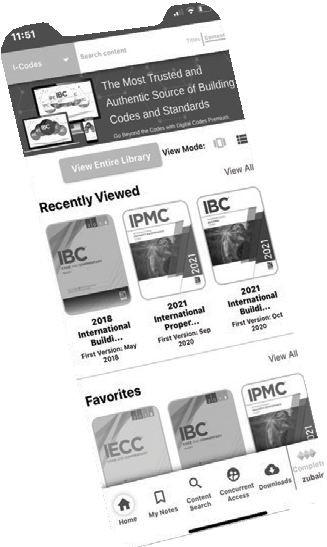 11:51
I-Codes
Search content
Titles
Content
The Most Trusted and
Authentic Source of Building
Codes and Standards
Go Beyond the Codes with Digital Codes Premium.
View Entire Library
View Mode:
Recently Viewed
View All
IBC
IPMC
2021
IBC
2021
2018
International
Buildi...
First Version: May
2018
2021
International
Proper...
First Version: Sep
2020
2021
International
Buildi...
First Version: Oct
2020
View All
Favorites
IECC
IBC
IPMC
2021
Home
My Notes
Content
Search
Concurrent
Access
Downloads
Complete
zubair